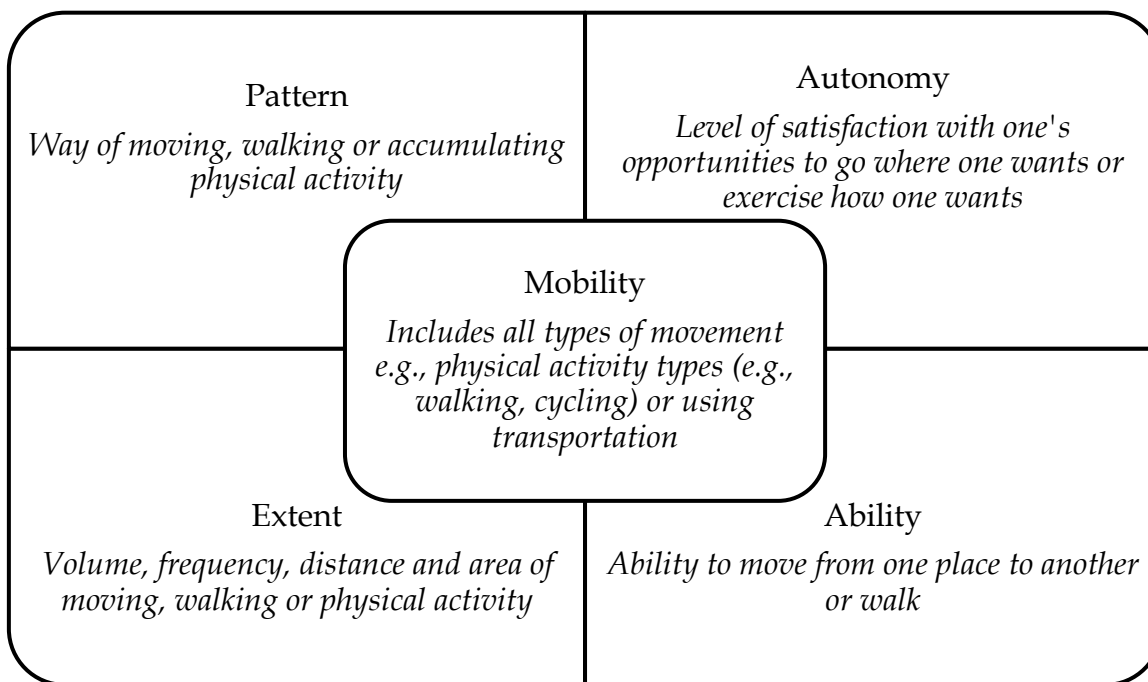 Pattern
Way of moving, walking or accumulating
physical activity
Autonomy
Level of satisfaction with one's
opportunities to go where one wants or
exercise how one wants
Mobility
Includes all types of movement
e.g., physical activity types (e.g.,
walking, cycling) or using
transportation
Extent
Volume, frequency, distance and area of
moving, walking or physical activity
Ability
Ability to move from one place to another
or walk